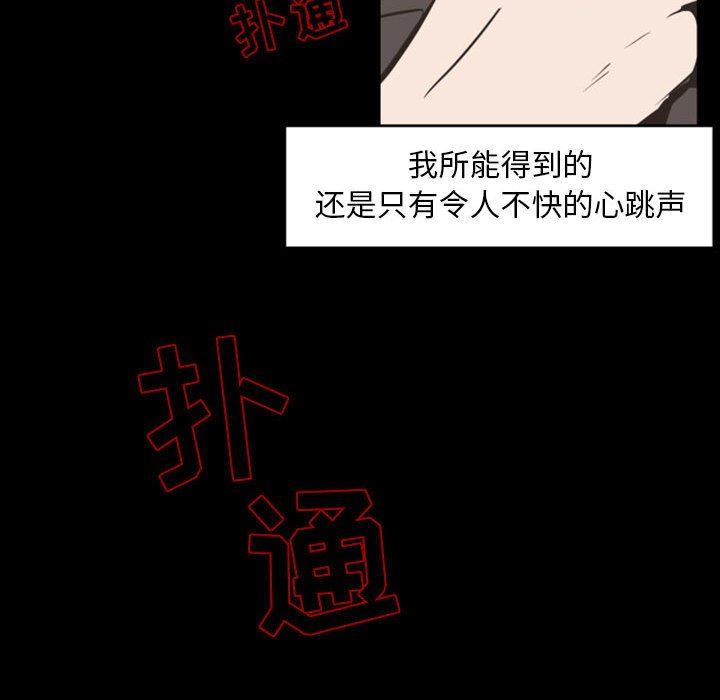 扑通
我所能得到的
还是只有令人不快的心跳声
扑
通